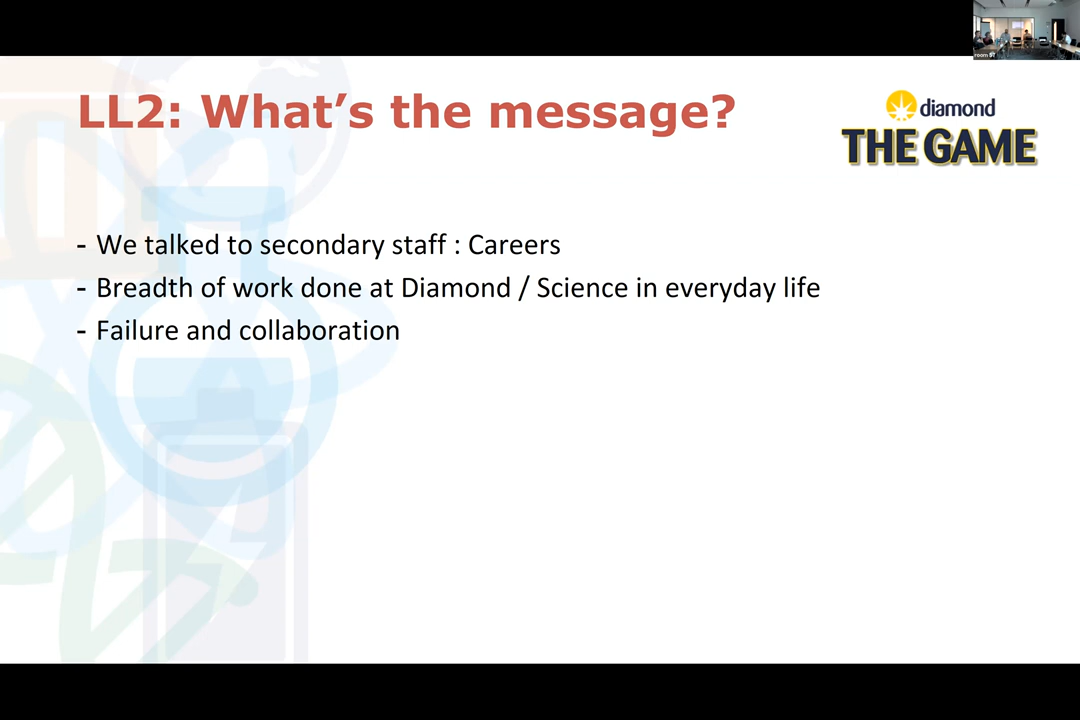 LL2: What’s the message?
diamond
THE GAME
- We talked to secondary staff : Careers
- Breadth of work done at Diamond / Science in everyday life
- Failure and collaboration